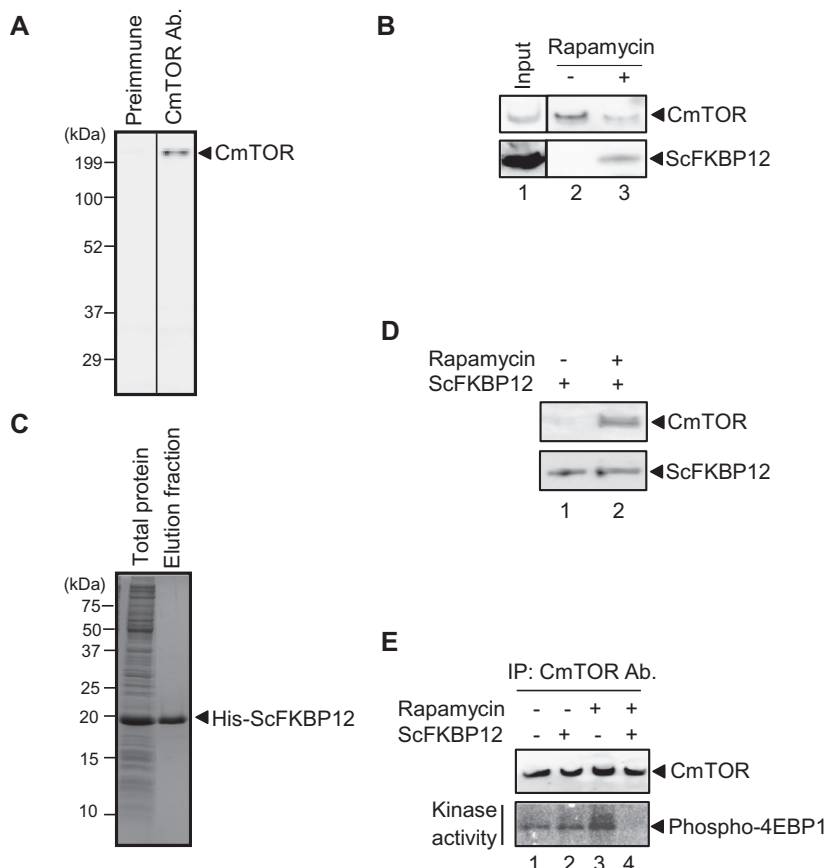 A
Preimmune
CmTOR Ab.
(kDa)
199
100
52
37
29
CmTOR
B
Input
Rapamycin
- +
CmTOR
ScFKBP12
1 2 3
C
Total protein
Elution fraction
(kDa)
75
50
37
25
20
15
10
His-ScFKBP12
D
Rapamycin - +
ScFKBP12 + +
CmTOR
ScFKBP12
1 2
E
IP: CmTOR Ab.
Rapamycin - - + +
ScFKBP12 - + - +
CmTOR
Kinase
activity
Phospho-4EBP1
1 2 3 4